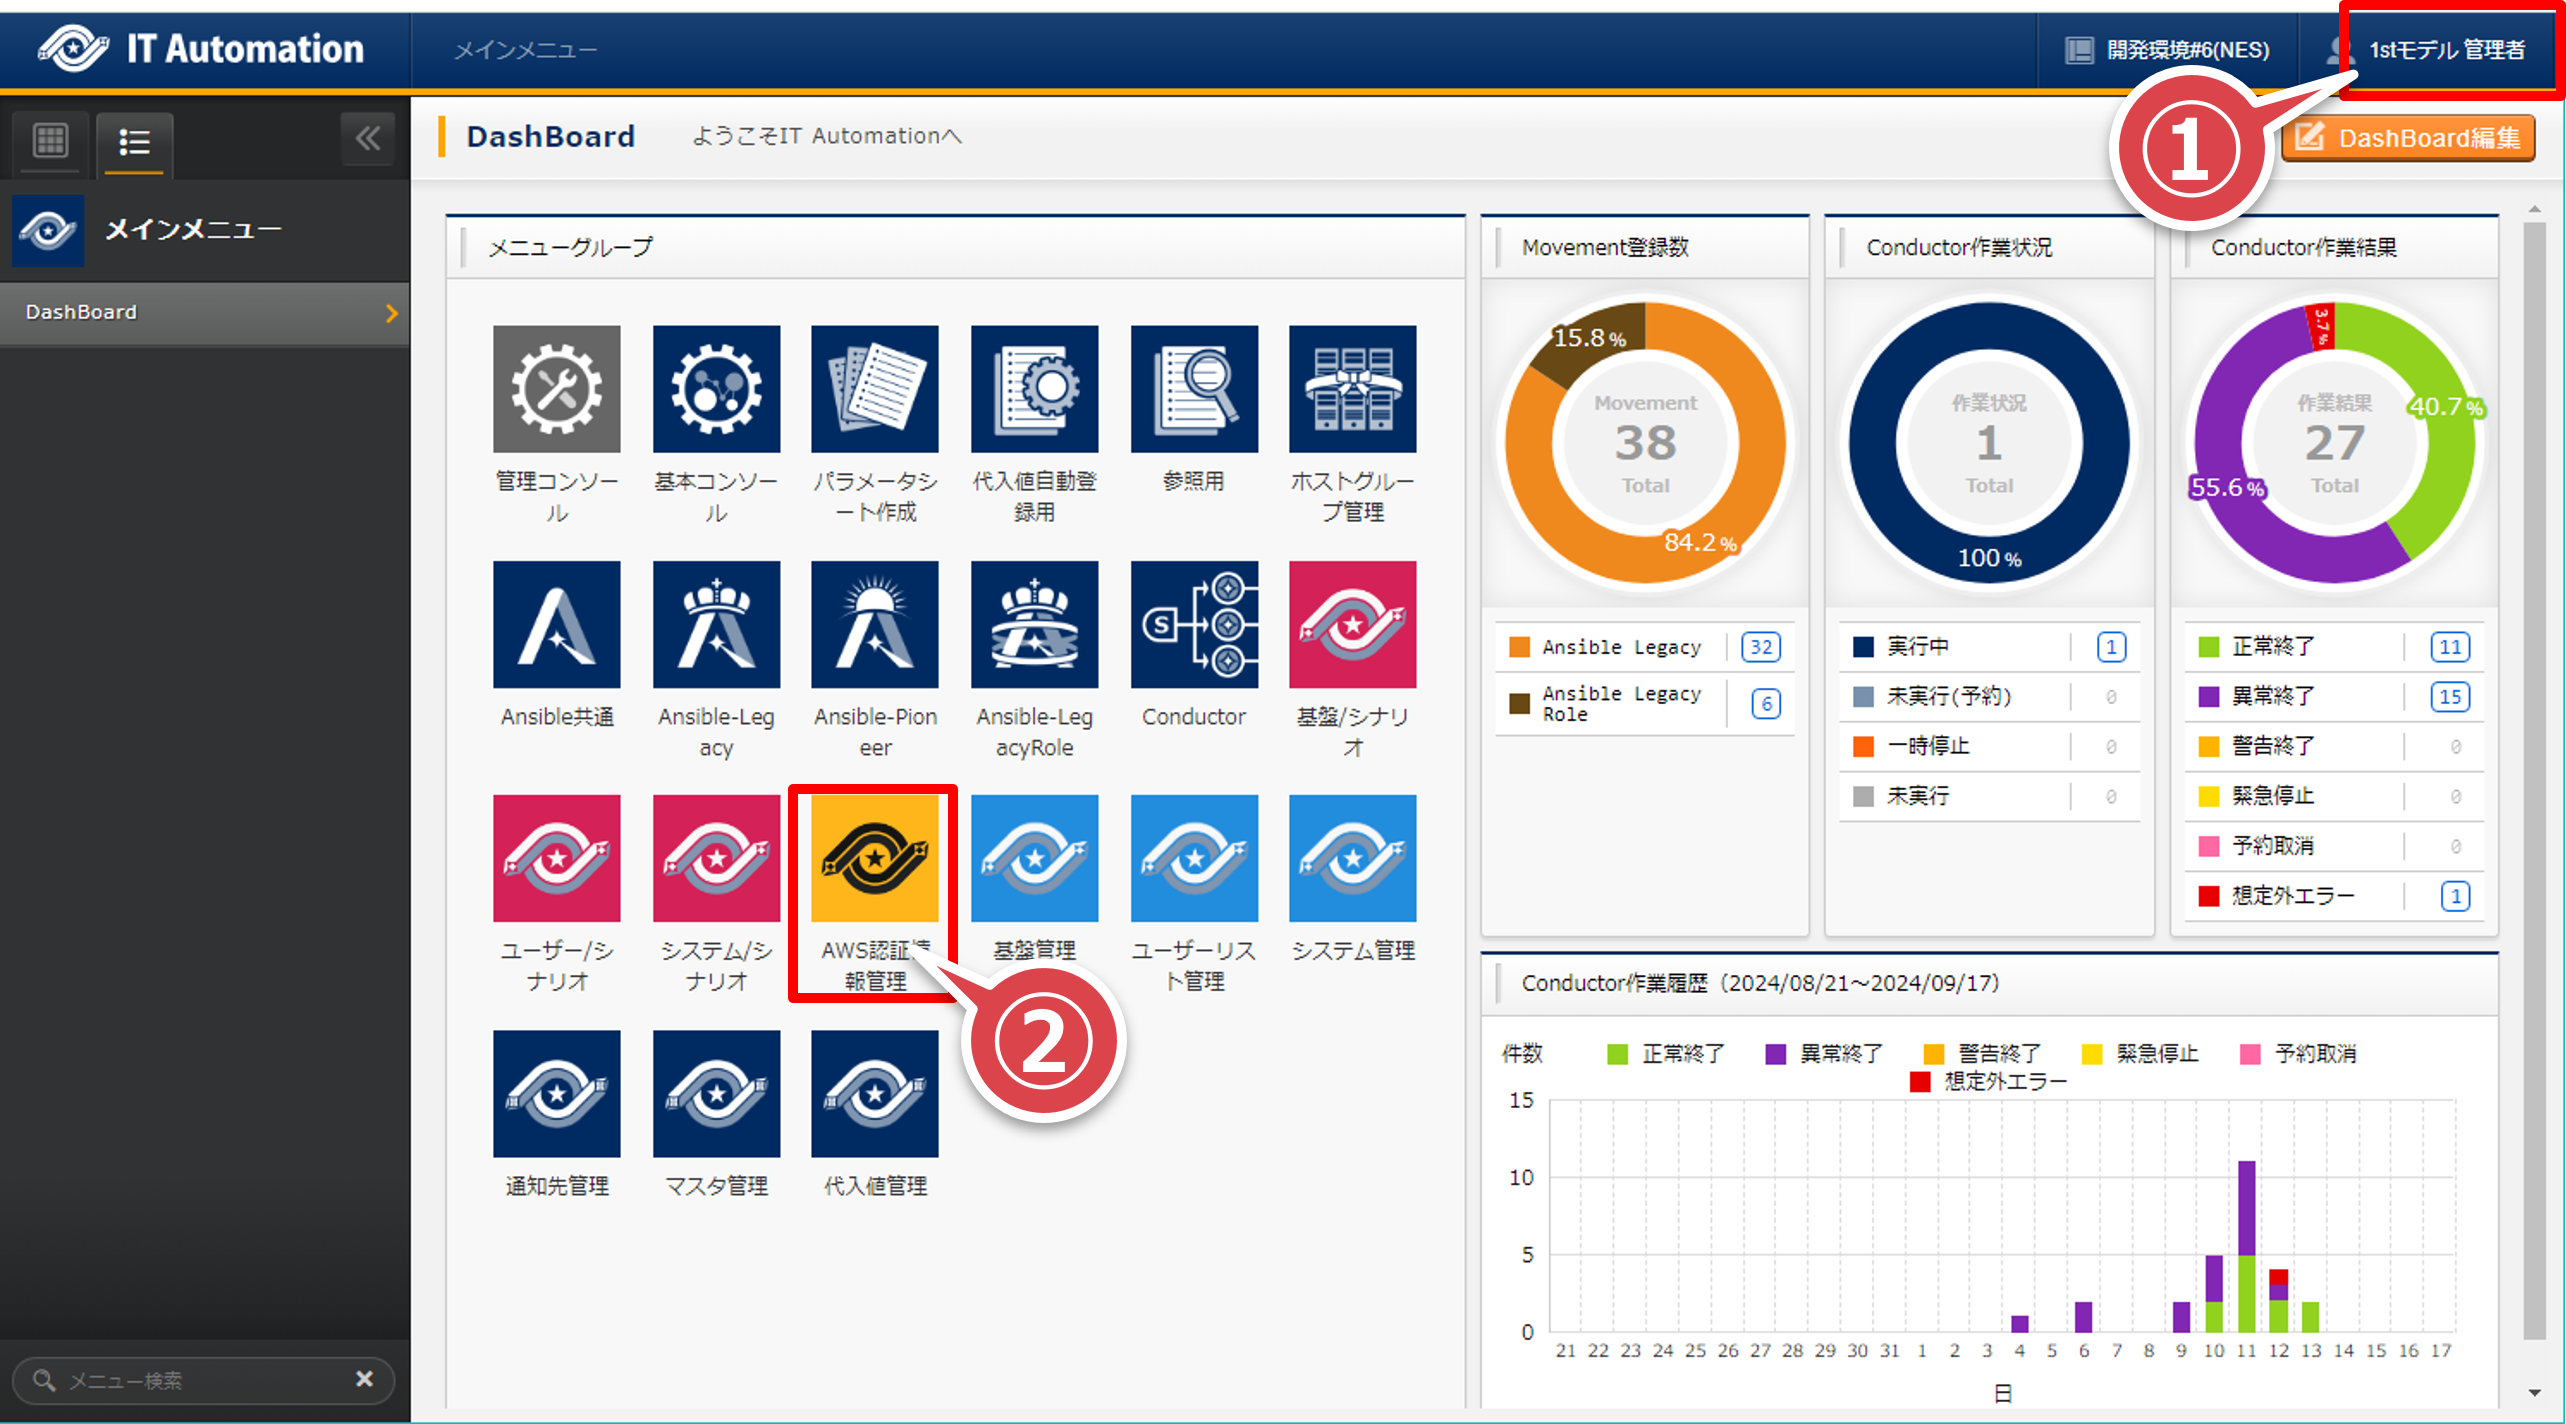 IT Automation
メインメニュー
開発環境#6(NES)
1stモデル 管理者
①
DashBoard
ようこそIT Automationへ
DashBoard編集
メインメニュー
DashBoard
メニューグループ
管理コンソー
ル
基本コンソー
ル
パラメータシ
ート作成
代入値自動登
録用
参照用
ホストグルー
プ管理
S
Ansible共通
Ansible-Leg
acy
Ansible-Pion
eer
Ansible-Leg
acyRole
Conductor
基盤/シナリ
オ
ユーザー/シ
ナリオ
システム/シ
ナリオ
AWS認証情
報管理
基盤管理
ユーザーリス
ト管理
システム管理
②
通知先管理
マスタ管理
代入値管理
Movement登録数
15.8 %
Movement
38
Total
84.2 %
Ansible Legacy 32
Ansible Legacy
Role 6
Conductor作業状況
作業状況
1
Total
100 %
実行中 1
未実行(予約) 0
一時停止 0
未実行 0
Conductor作業結果
3.7 %
40.7 %
作業結果
27
Total
55.6 %
正常終了 11
異常終了 15
警告終了 0
緊急停止 0
予約取消 0
想定外エラー 1
Conductor作業履歴（2024/08/21～2024/09/17）
件数 正常終了 異常終了 警告終了 緊急停止 予約取消
想定外エラー
15
10
5
0
21 22 23 24 25 26 27 28 29 30 31 1 2 3 4 5 6 7 8 9 10 11 12 13 14 15 16 17
日
メニュー検索